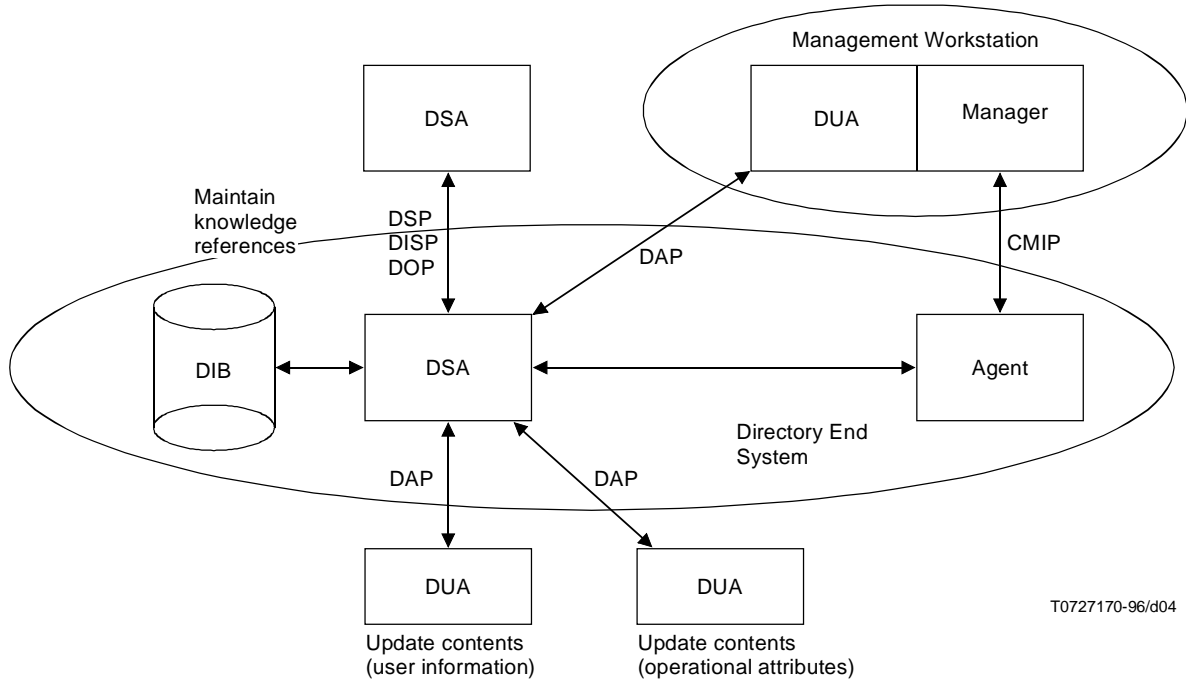 Management Workstation
DSA
DUA
Manager
Maintain
knowledge
references
DSP
DISP
DOP
DAP
CMIP
DIB
DSA
Agent
Directory End
System
DAP
DAP
DUA
DUA
T0727170-96/d04
Update contents
(user information)
Update contents
(operational attributes)